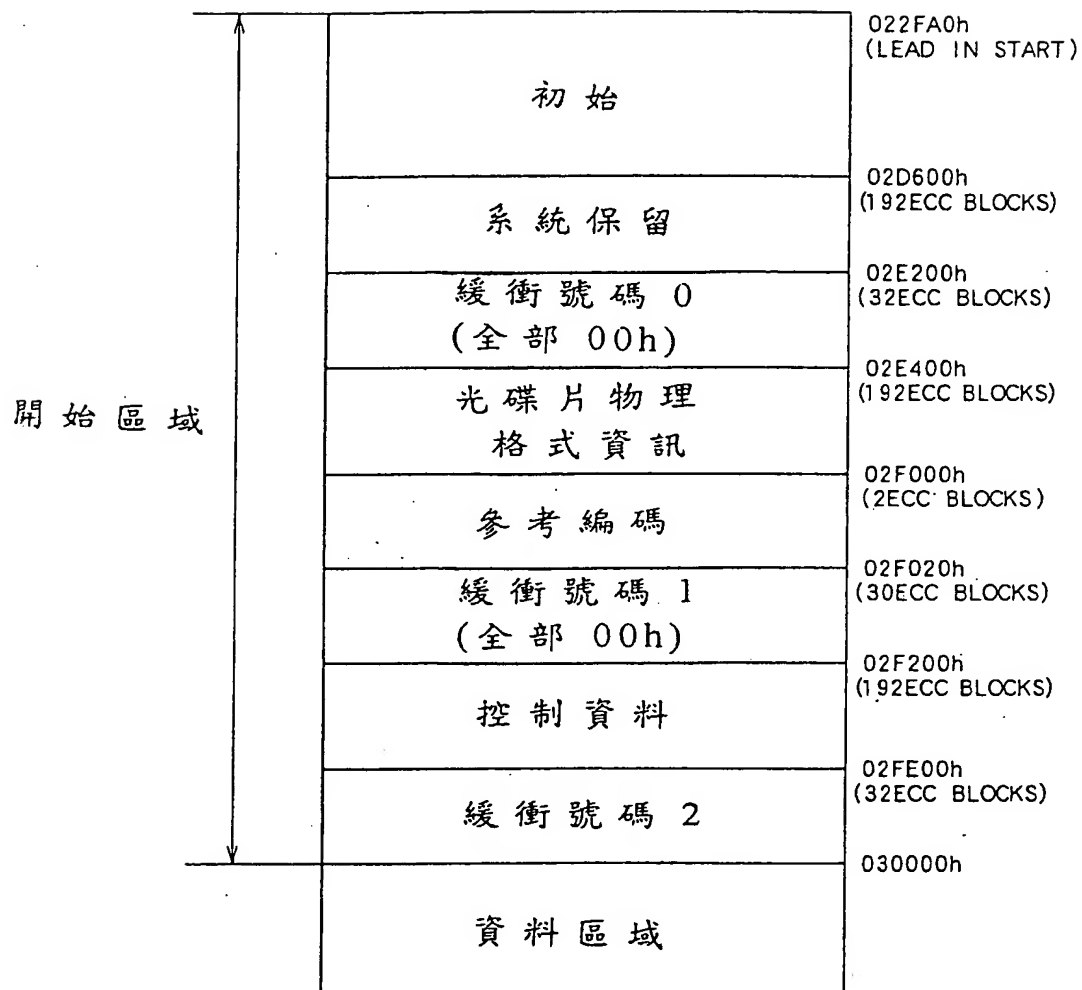 022FA0h
(LEAD IN START)
初始
02D600h
(192ECC BLOCKS)
系統保留
02E200h
(32ECC BLOCKS)
緩衝號碼 0
(全部 00h)
02E400h
(192ECC BLOCKS)
光碟片物理
格式資訊
開始區域
02F000h
(2ECC BLOCKS)
參考編碼
02F020h
(30ECC BLOCKS)
緩衝號碼 1
(全部 00h)
02F200h
(192ECC BLOCKS)
控制資料
02FE00h
(32ECC BLOCKS)
緩衝號碼 2
030000h
資料區域